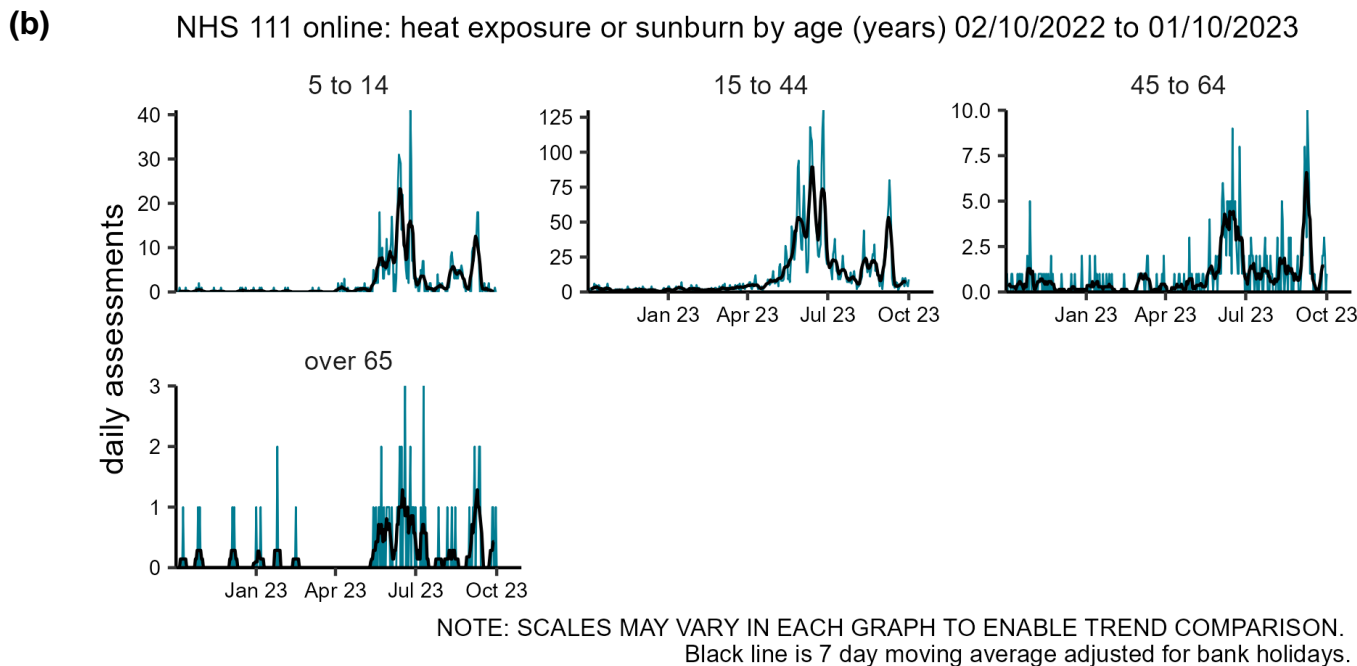 (b)
NHS 111 online: heat exposure or sunburn by age (years) 02/10/2022 to 01/10/2023
daily assessments
5 to 14
40
30
20
10
0
15 to 44
125
100
75
50
25
0
Jan 23 Apr 23 Jul 23 Oct 23
45 to 64
10.0
7.5
5.0
2.5
0.0
Jan 23 Apr 23 Jul 23 Oct 23
over 65
3
2
1
0
Jan 23 Apr 23 Jul 23 Oct 23
NOTE: SCALES MAY VARY IN EACH GRAPH TO ENABLE TREND COMPARISON.
Black line is 7 day moving average adjusted for bank holidays.